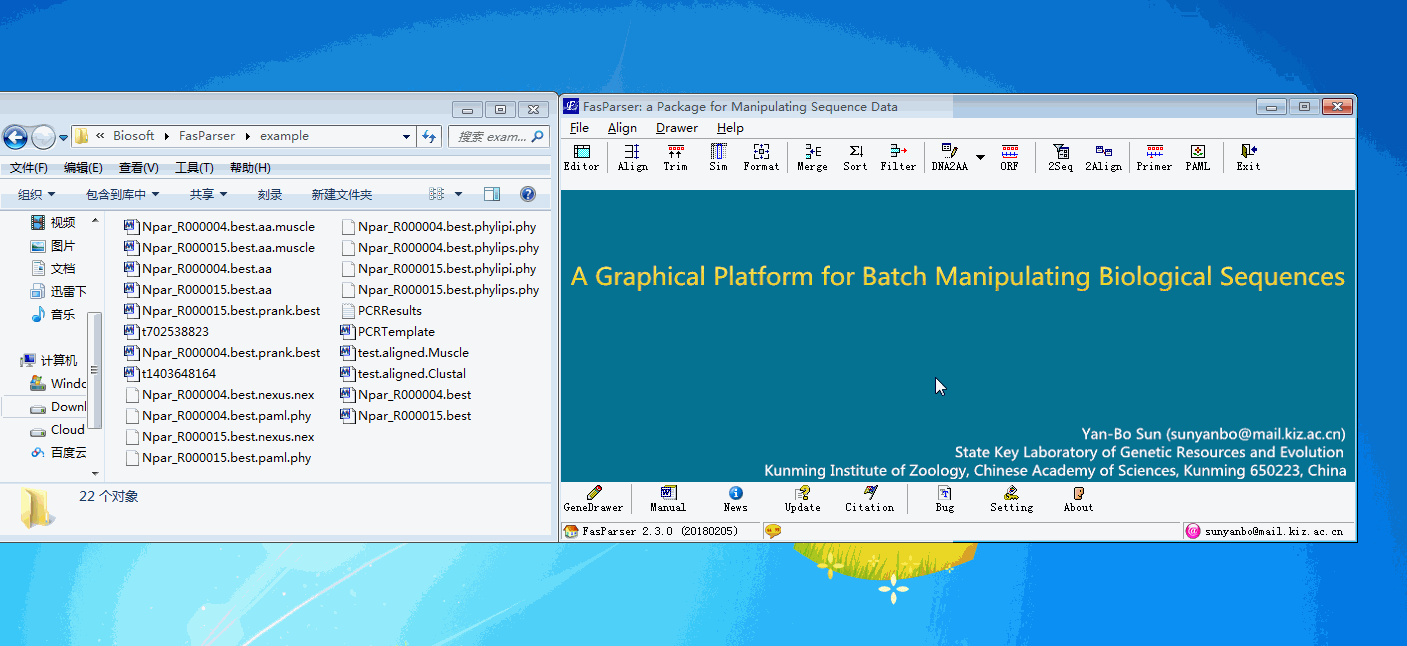 « Biosoft FasParser example
搜索 exam...
文件(F) 编辑(E) 查看(V) 工具(T) 帮助(H)
组织 包含到库中 共享 刻录 新建文件夹
视频
图片
文档
迅雷下
音乐
计算机
Windo
Downl
Cloud
百度云
Npar_R000004.best.aa.muscle
Npar_R000015.best.aa.muscle
Npar_R000004.best.aa
Npar_R000015.best.aa
Npar_R000015.best.prank.best
t702538823
Npar_R000004.best.prank.best
t1403648164
Npar_R000004.best.nexus.nex
Npar_R000004.best.paml.phy
Npar_R000015.best.nexus.nex
Npar_R000015.best.paml.phy
Npar_R000004.best.phylipi.phy
Npar_R000004.best.phylips.phy
Npar_R000015.best.phylipi.phy
Npar_R000015.best.phylips.phy
PCRResults
PCRTemplate
test.aligned.Muscle
test.aligned.Clustal
Npar_R000004.best
Npar_R000015.best
22 个对象
FasParser: a Package for Manipulating Sequence Data
File Align Drawer Help
Editor Align Trim Sim Format Merge Sort Filter DNA2AA ORF 2Seq 2Align Primer PAML Exit
A Graphical Platform for Batch Manipulating Biological Sequences
Yan-Bo Sun (sunyanbo@mail.kiz.ac.cn)
State Key Laboratory of Genetic Resources and Evolution
Kunming Institute of Zoology, Chinese Academy of Sciences, Kunming 650223, China
GeneDrawer Manual News Update Citation Bug Setting About
FasParser 2.3.0 (20180205)
sunyanbo@mail.kiz.ac.cn